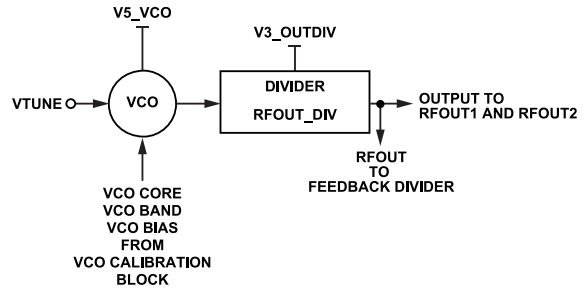 V5_VCO
V3_OUTDIV
VTUNE
VCO
DIVIDER
RFOUT_DIV
OUTPUT TO
RFOUT1 AND RFOUT2
RFOUT
TO
FEEDBACK DIVIDER
VCO CORE
VCO BAND
VCO BIAS
FROM
VCO CALIBRATION
BLOCK